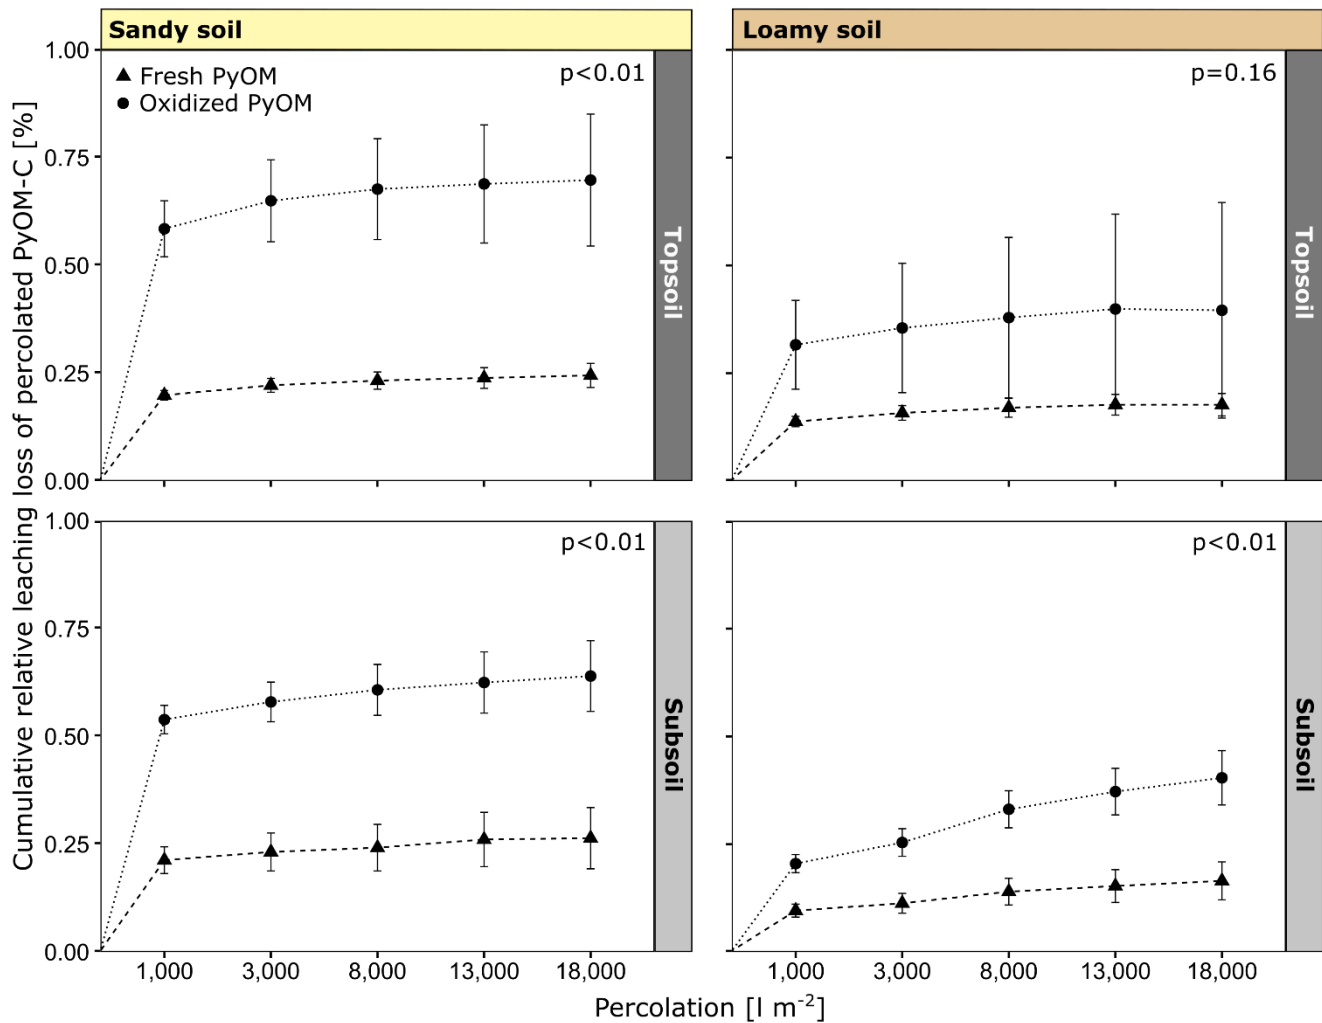 Sandy soil
Loamy soil
Cumulative relative leaching loss of percolated PyOM-C [%]
1.00
0.75
0.50
0.25
0.00
Fresh PyOM
Oxidized PyOM
p<0.01
Topsoil
p=0.16
Topsoil
1.00
0.75
0.50
0.25
0.00
p<0.01
Subsoil
p<0.01
Subsoil
1,000 3,000 8,000 13,000 18,000
1,000 3,000 8,000 13,000 18,000
Percolation [l m⁻²]